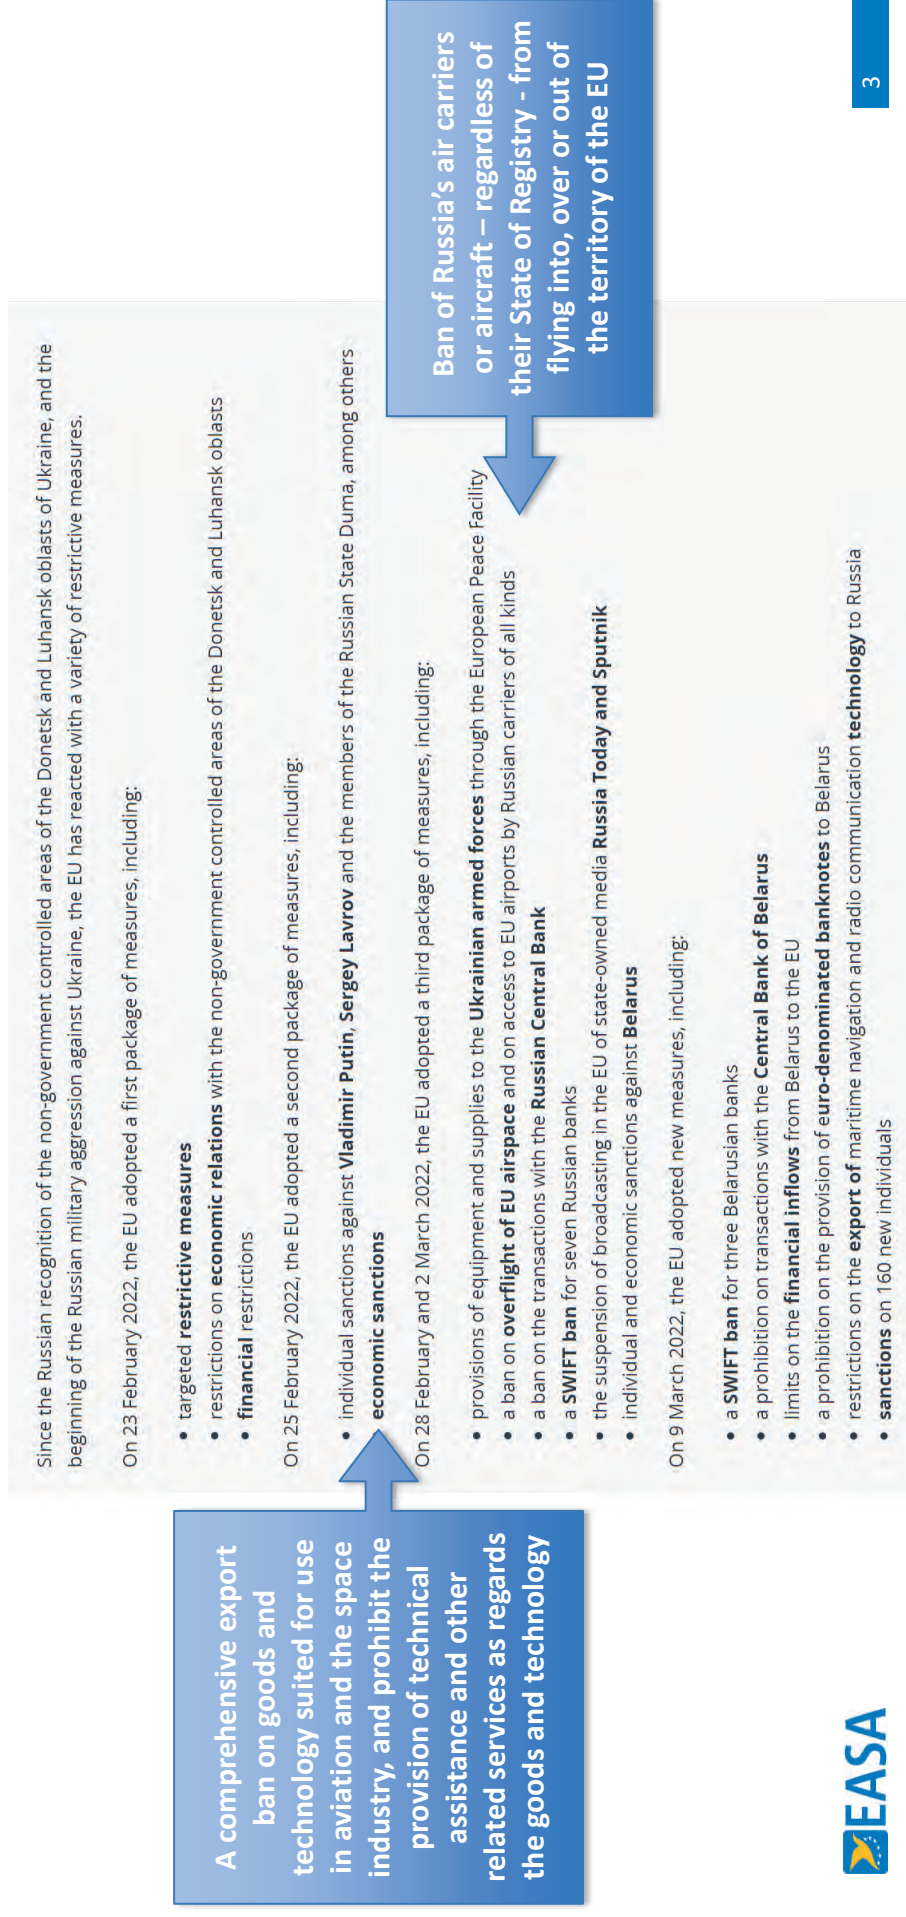 Since the Russian recognition of the non-government controlled areas of the Donetsk and Luhansk oblasts of Ukraine, and the
beginning of the Russian military aggression against Ukraine, the EU has reacted with a variety of restrictive measures.
On 23 February 2022, the EU adopted a first package of measures, including:
• targeted restrictive measures
• restrictions on economic relations with the non-government controlled areas of the Donetsk and Luhansk oblasts
• financial restrictions
On 25 February 2022, the EU adopted a second package of measures, including:
• individual sanctions against Vladimir Putin, Sergey Lavrov and the members of the Russian State Duma, among others
economic sanctions
On 28 February and 2 March 2022, the EU adopted a third package of measures, including:
• provisions of equipment and supplies to the Ukrainian armed forces through the European Peace Facility
• a ban on overflight of EU airspace and on access to EU airports by Russian carriers of all kinds
• a ban on the transactions with the Russian Central Bank
• a SWIFT ban for seven Russian banks
• the suspension of broadcasting in the EU of state-owned media Russia Today and Sputnik
• individual and economic sanctions against Belarus
On 9 March 2022, the EU adopted new measures, including:
• a SWIFT ban for three Belarusian banks
• a prohibition on transactions with the Central Bank of Belarus
• limits on the financial inflows from Belarus to the EU
• a prohibition on the provision of euro-denominated banknotes to Belarus
• restrictions on the export of maritime navigation and radio communication technology to Russia
• sanctions on 160 new individuals
A comprehensive export
ban on goods and
technology suited for use
in aviation and the space
industry, and prohibit the
provision of technical
assistance and other
related services as regards
the goods and technology
Ban of Russia’s air carriers
or aircraft – regardless of
their State of Registry - from
flying into, over or out of
the territory of the EU
EASA
3